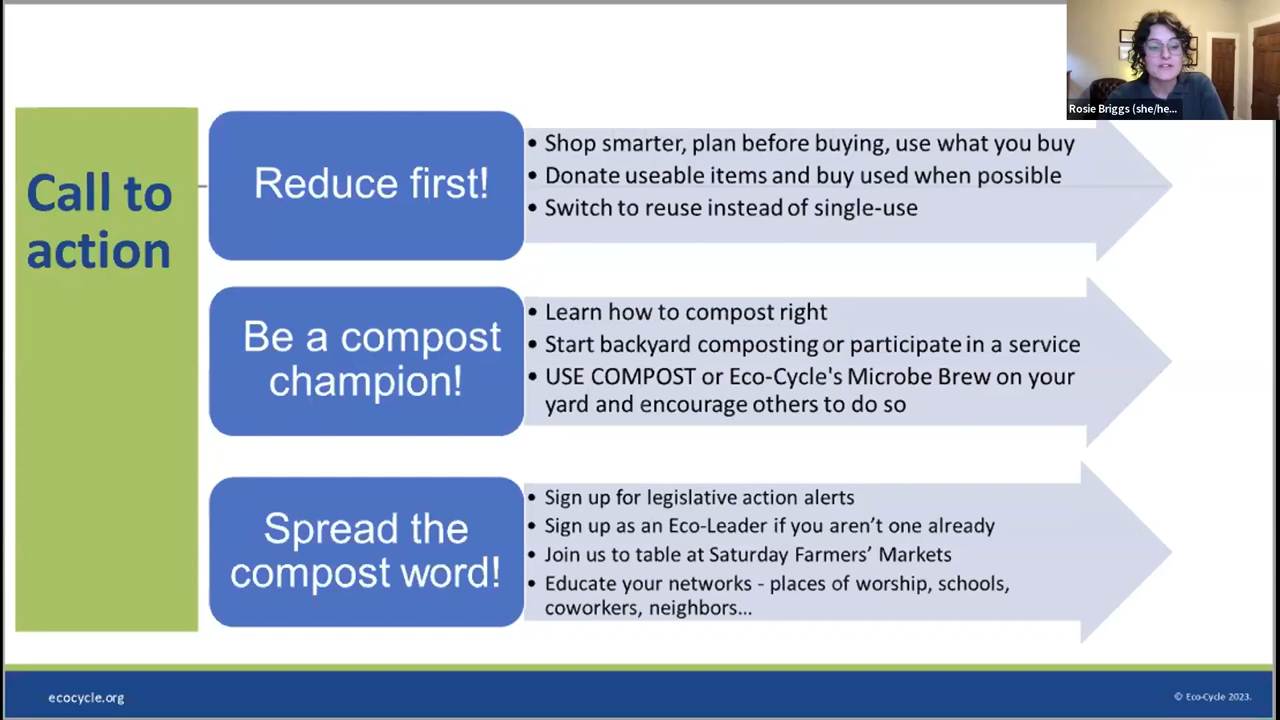 Rosie Briggs (she/he...
Call to
action
Reduce first!
• Shop smarter, plan before buying, use what you buy
• Donate useable items and buy used when possible
• Switch to reuse instead of single-use
Be a compost
champion!
• Learn how to compost right
• Start backyard composting or participate in a service
• USE COMPOST or Eco-Cycle's Microbe Brew on your
yard and encourage others to do so
Spread the
compost word!
• Sign up for legislative action alerts
• Sign up as an Eco-Leader if you aren’t one already
• Join us to table at Saturday Farmers’ Markets
• Educate your networks - places of worship, schools,
coworkers, neighbors...
ecocycle.org
© Eco-Cycle 2023.